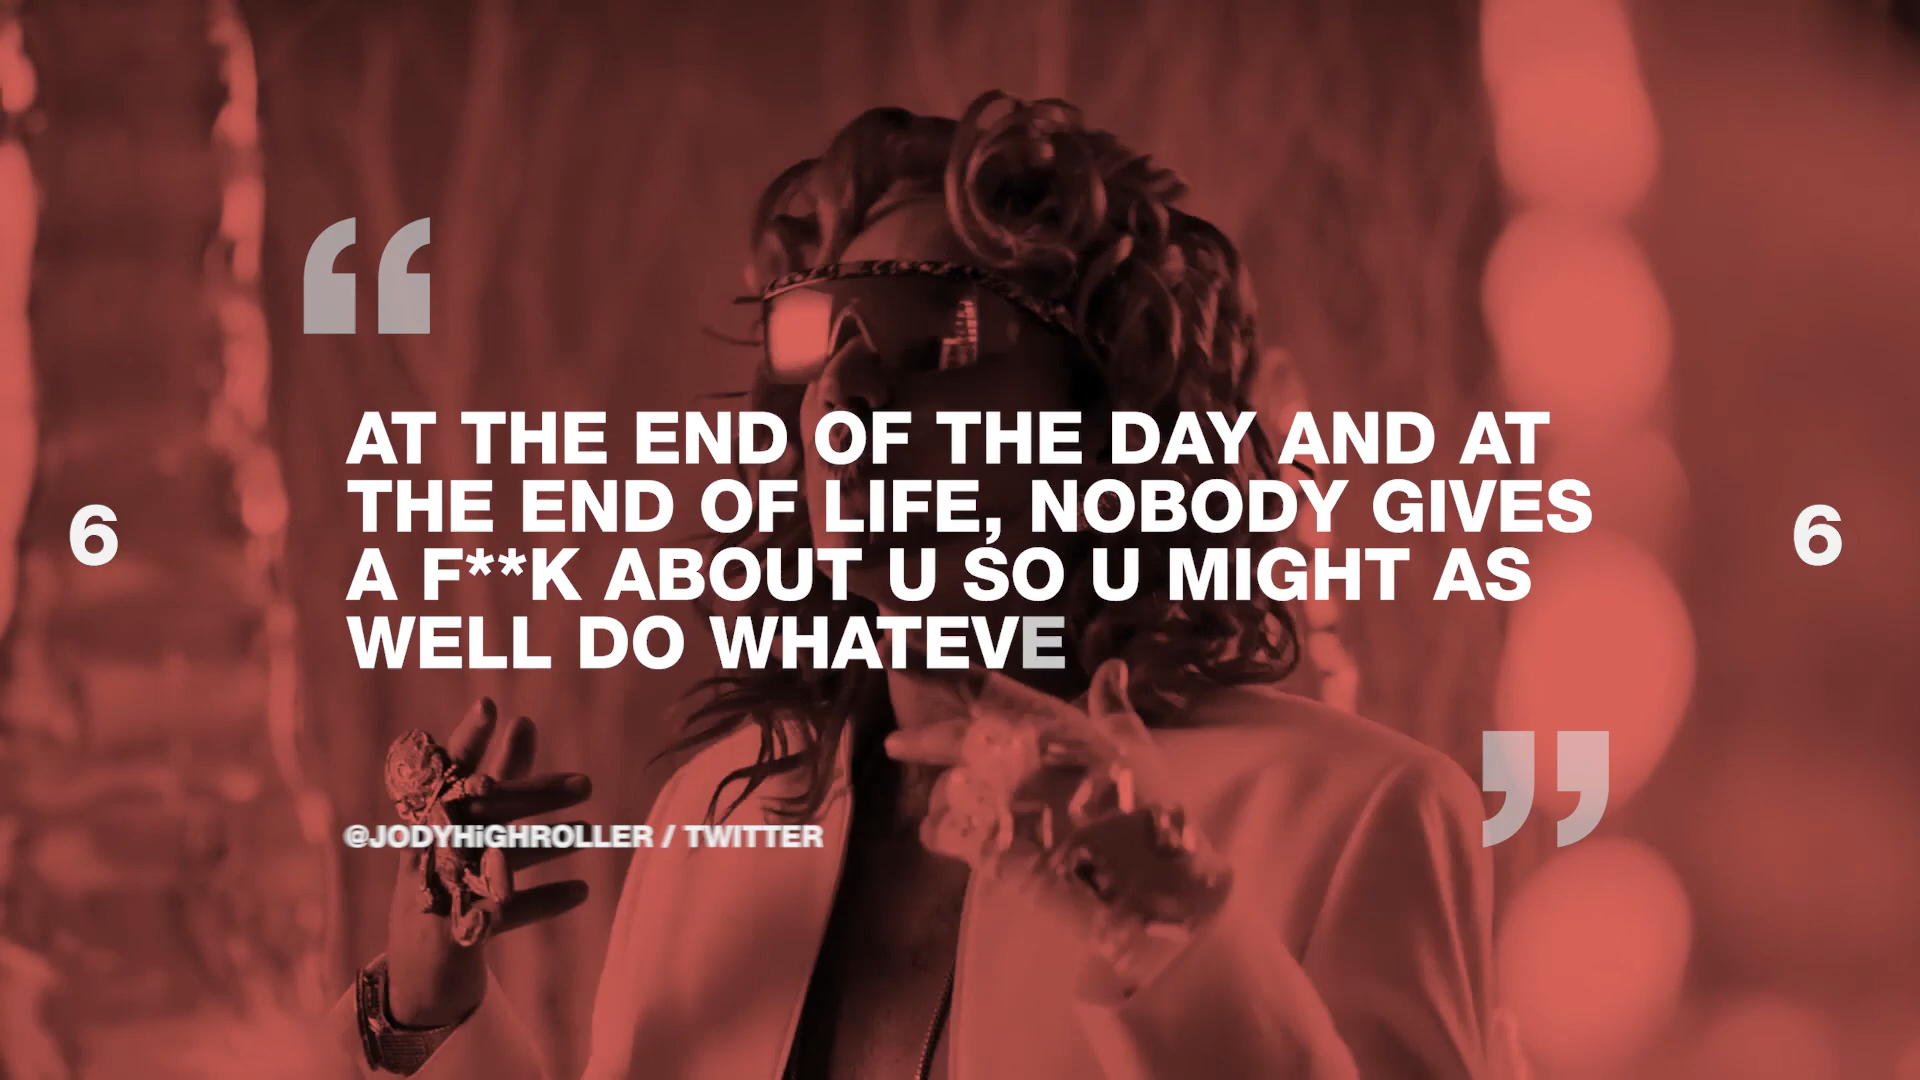 “
AT THE END OF THE DAY AND AT
THE END OF LIFE, NOBODY GIVES
6
6
A F**K ABOUT U SO U MIGHT AS
WELL DO WHATEVE
”
@JODYHiGHROLLER / TWITTER